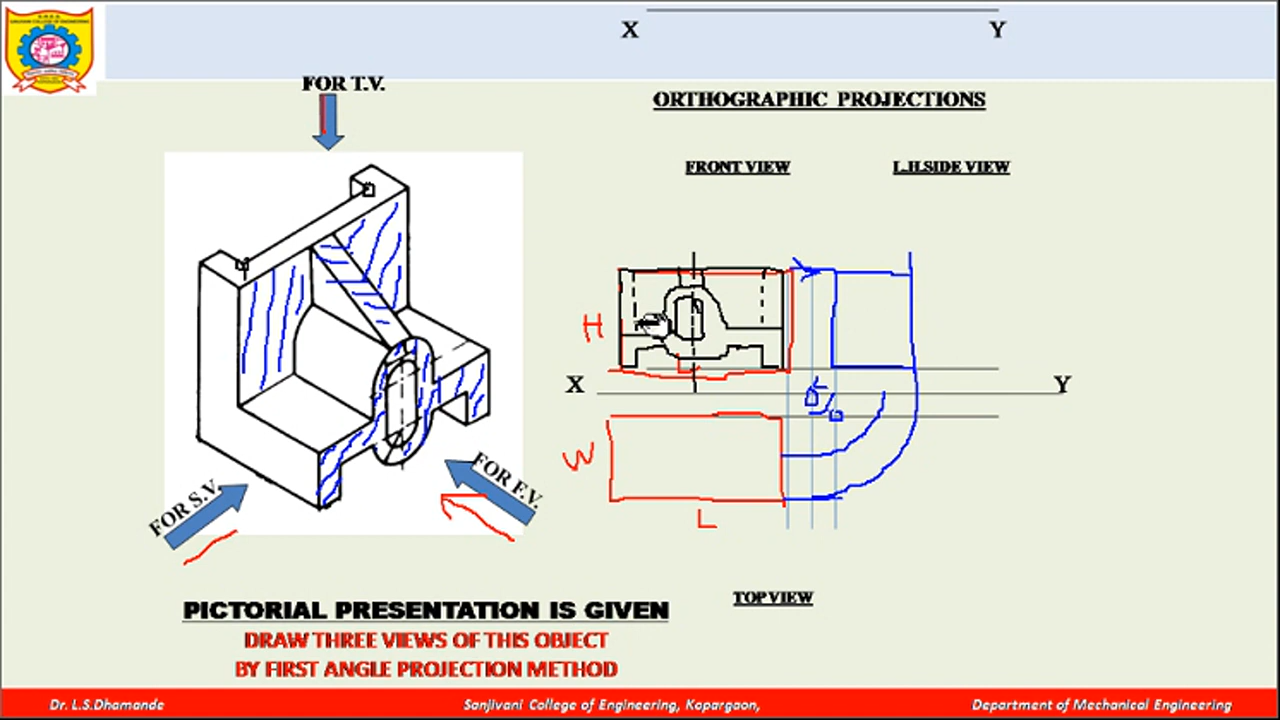 X Y
FOR T.V.
ORTHOGRAPHIC PROJECTIONS
FRONT VIEW L.H.SIDE VIEW
H
X Y
W
L
L
FOR S.V.
FOR F.V.
TOP VIEW
PICTORIAL PRESENTATION IS GIVEN
DRAW THREE VIEWS OF THIS OBJECT
BY FIRST ANGLE PROJECTION METHOD
Dr. L.S.Dhamande Sanjivani College of Engineering, Kopargaon, Department of Mechanical Engineering